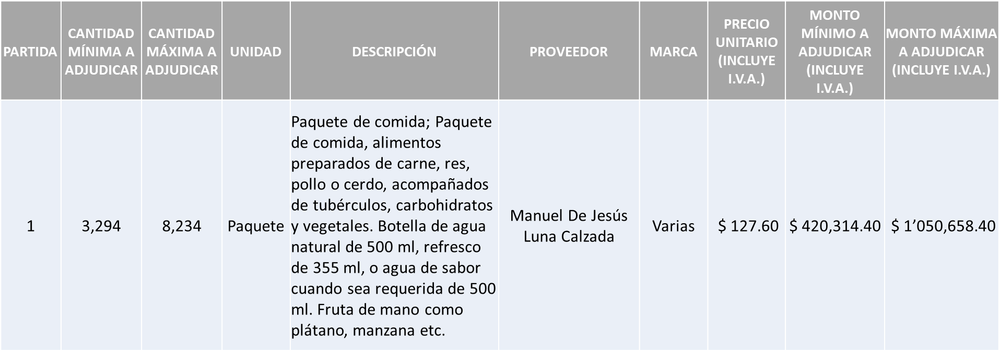 PARTIDA
CANTIDAD
MÍNIMA A
ADJUDICAR
CANTIDAD
MÁXIMA A
ADJUDICAR
UNIDAD
DESCRIPCIÓN
PROVEEDOR
MARCA
PRECIO
UNITARIO
(INCLUYE
I.V.A.)
MONTO
MÍNIMO A
ADJUDICAR
(INCLUYE
I.V.A.)
MONTO MÁXIMA
A ADJUDICAR
(INCLUYE I.V.A.)
1
3,294
8,234
Paquete
Paquete de comida; Paquete
de comida, alimentos
preparados de carne, res,
pollo o cerdo, acompañados
de tubérculos, carbohidratos
y vegetales. Botella de agua
natural de 500 ml, refresco
de 355 ml, o agua de sabor
cuando sea requerida de 500
ml. Fruta de mano como
plátano, manzana etc.
Manuel De Jesús
Luna Calzada
Varias
$ 127.60
$ 420,314.40
$ 1’050,658.40